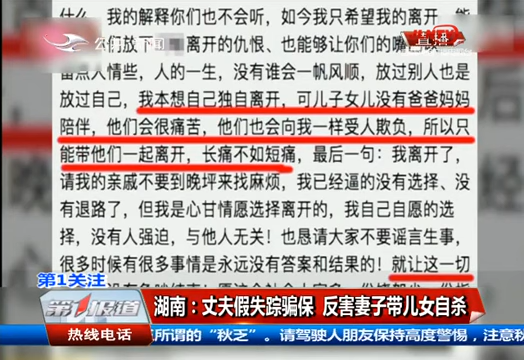 什么，我的解释你们也不会听，如今我只希望我的离开，能
离开的仇恨、也能够让你们的嘴
留点人情些，人的一生，没有谁会一帆风顺，放过别人也是
放过自己，我本想自己独自离开，可儿子女儿没有爸爸妈妈
陪伴，他们会很痛苦，他们也会向我一样受人欺负，所以只
能带他们一起离开，长痛不如短痛，最后一句：我离开了，
请我的亲戚不要到晚坪来找麻烦，我已经逼的没有选择、没
有退路了，但我是心甘情愿选择离开的，我自己自愿的选
择，没有人强迫，与他人无关！也恳请大家不要谣言生事，
很多时候有很多事情是永远没有答案和结果的！就让这一切
直播
第1关注
第1报道
湖南：丈夫假失踪骗保 反害妻子带儿女自杀
热线电话
所谓的“秋乏”。请驾驶人朋友保持高度警惕，注意秋